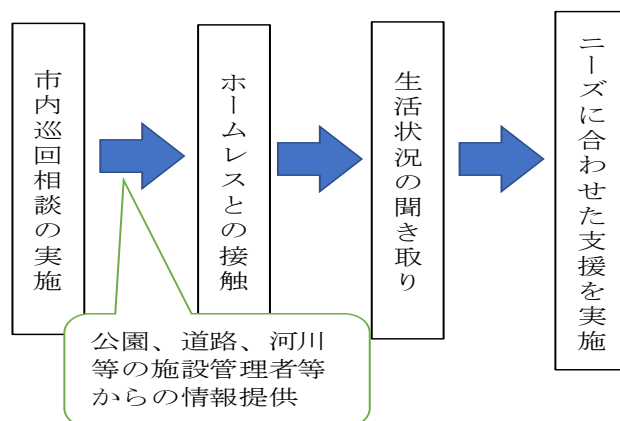 市内巡回相談の実施
ホームレスとの接触
生活状況の聞き取り
ニーズに合わせた支援を実施
公園、道路、河川
等の施設管理者等
からの情報提供